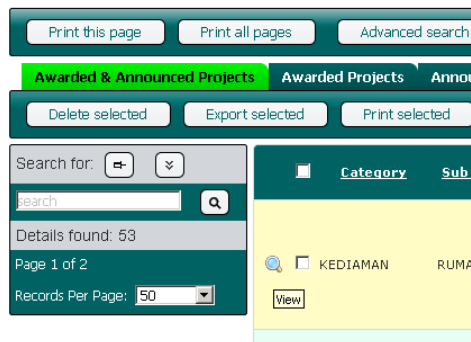 Print this page Print all pages Advanced search
Awarded & Announced Projects Awarded Projects
Delete selected Export selected Print selected
Search for:
Category Sub
search
Details found: 53
Page 1 of 2
KEDIAMAN
Records Per Page: 50
View